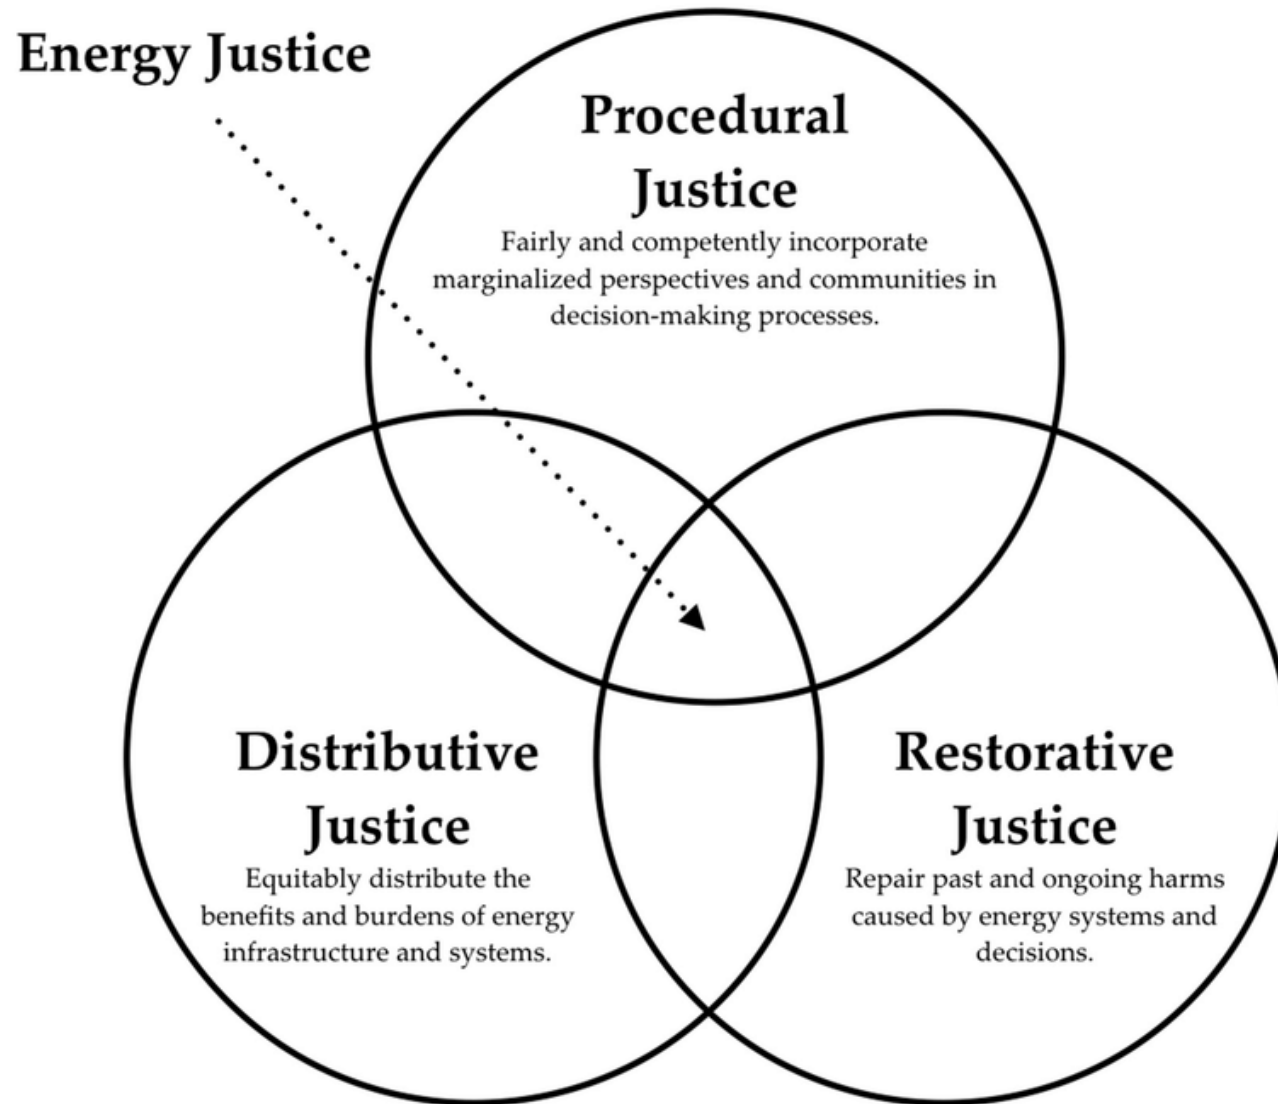 Energy Justice
Procedural
Justice
Fairly and competently incorporate
marginalized perspectives and communities in
decision-making processes.
Distributive
Justice
Equitably distribute the
benefits and burdens of energy
infrastructure and systems.
Restorative
Justice
Repair past and ongoing harms
caused by energy systems and
decisions.